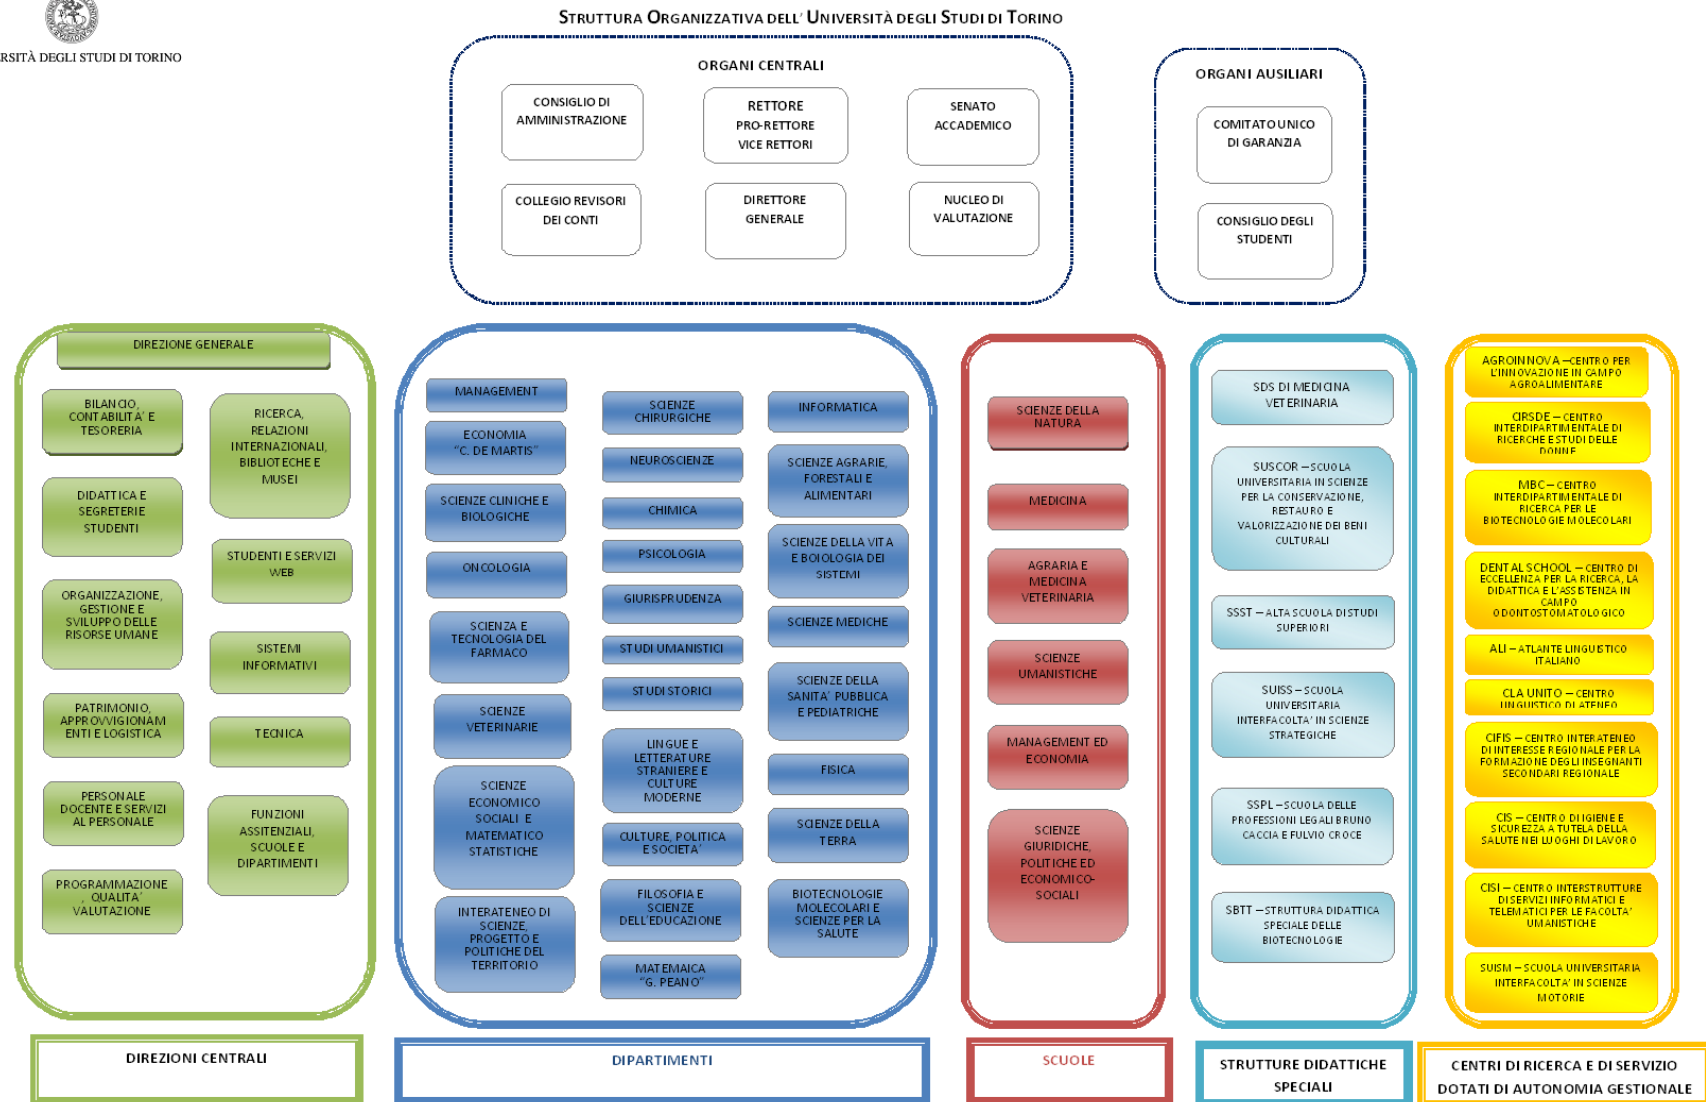 RSITÀ DEGLI STUDI DI TORINO
STRUTTURA ORGANIZZATIVA DELL' UNIVERSITÀ DEGLI STUDI DI TORINO
ORGANI CENTRALI
CONSIGLIO DI
AMMINISTRAZIONE
RETTORE
PRO-RETTORE
VICE RETTORI
SENATO
ACCADEMICO
COLLEGIO REVISORI
DEI CONTI
DIRETTORE
GENERALE
NUCLEO DI
VALUTAZIONE
ORGANI AUSILIARI
COMITATO UNICO
DI GARANZIA
CONSIGLIO DEGLI
STUDENTI
DIREZIONE GENERALE
BILANCIO,
CONTABILITA' E
TESORERIA
DIDATTICA E
SEGRETERIE
STUDENTI
ORGANIZZAZIONE,
GESTIONE E
SVILUPPO DELLE
RISORSE UMANE
PATRIMONIO,
APPROVVIGIONAM
ENTI E LOGISTICA
PERSONALE
DOCENTE E SERVIZI
AL PERSONALE
PROGRAMMAZIONE
, QUALITA'
VALUTAZIONE
RICERCA,
RELAZIONI
INTERNAZIONALI,
BIBLIOTECHE E
MUSEI
STUDENTI E SERVIZI
WEB
SISTEMI
INFORMATIVI
TECNICA
FUNZIONI
ASSITENZIALI,
SCUOLE E
DIPARTIMENTI
DIREZIONI CENTRALI
MANAGEMENT
ECONOMIA
"C. DE MARTIS"
SCIENZE CLINICHE E
BIOLOGICHE
ONCOLOGIA
SCIENZA E
TECNOLOGIA DEL
FARMACO
SCIENZE
VETERINARIE
SCIENZE
ECONOMICO
SOCIALI E
MATEMATICO
STATISTICHE
INTERATENEO DI
SCIENZE,
PROGETTO E
POLITICHE DEL
TERRITORIO
SCIENZE
CHIRURGICHE
NEUROSCIENZE
CHIMICA
PSICOLOGIA
GIURISPRUDENZA
STUDI UMANISTICI
STUDI STORICI
LINGUE E
LETTERATURE
STRANIERE E
CULTURE
MODERNE
CULTURE, POLITICA
E SOCIETA'
FILOSOFIA E
SCIENZE
DELL'EDUCAZIONE
MATEMAICA
"G. PEANO"
INFORMATICA
SCIENZE AGRARIE,
FORESTALI E
ALIMENTARI
SCIENZE DELLA VITA
E BOIOLOGIA DEI
SISTEMI
SCIENZE MEDICHE
SCIENZE DELLA
SANITA' PUBBLICA
E PEDIATRICHE
FISICA
SCIENZE DELLA
TERRA
BIOTECNOLOGIE
MOLECOLARI E
SCIENZE PER LA
SALUTE
DIPARTIMENTI
SCIENZE DELLA
NATURA
MEDICINA
AGRARIA E
MEDICINA
VETERINARIA
SCIENZE
UMANISTICHE
MANAGEMENT ED
ECONOMIA
SCIENZE
GIURIDICHE,
POLITICHE ED
ECONOMICO-
SOCIALI
SCUOLE
SDS DI MEDICINA
VETERINARIA
SUSCOR – SCUOLA
UNIVERSITARIA IN SCIENZE
PER LA CONSERVAZIONE,
RESTAURO E
VALORIZZAZIONE DEI BENI
CULTURALI
SSST – ALTA SCUOLA DI STUDI
SUPERIORI
SUISS – SCUOLA
UNIVERSITARIA
INTERFACOLTA' IN SCIENZE
STRATEGICHE
SSPL – SCUOLA DELLE
PROFESSIONI LEGALI BRUNO
CACCIA E FULVIO CROCE
SBTT – STRUTTURA DIDATTICA
SPECIALE DELLE
BIOTECNOLOGIE
STRUTTURE DIDATTICHE
SPECIALI
AGROINNOVA – CENTRO PER
L'INNOVAZIONE IN CAMPO
AGROALIMENTARE
CIRSDE – CENTRO
INTERDIPARTIMENTALE DI
RICERCHE E STUDI DELLE
DONNE
MBC – CENTRO
INTERDIPARTIMENTALE DI
RICERCA PER LE
BIOTECNOLOGIE MOLECOLARI
DENTAL SCHOOL – CENTRO DI
ECCELLENZA PER LA RICERCA, LA
DIDATTICA E L'ASSISTENZA IN
CAMPO
ODONTOSTOMATOLOGICO
ALI – ATLANTE LINGUISTICO
ITALIANO
CLA UNITO – CENTRO
LINGUISTICO DI ATENEO
CIFIS – CENTRO INTERATENEO
DI INTERESSE REGIONALE PER LA
FORMAZIONE DEGLI INSEGNANTI
SECONDARI REGIONALE
CIS – CENTRO DI IGIENE E
SICUREZZA A TUTELA DELLA
SALUTE NEI LUOGHI DI LAVORO
CISI – CENTRO INTERSTRUTTURE
DI SERVIZI INFORMATICI E
TELEMATICI PER LE FACOLTA'
UMANISTICHE
SUISM – SCUOLA UNIVERSITARIA
INTERFACOLTA' IN SCIENZE
MOTORIE
CENTRI DI RICERCA E DI SERVIZIO
DOTATI DI AUTONOMIA GESTIONALE